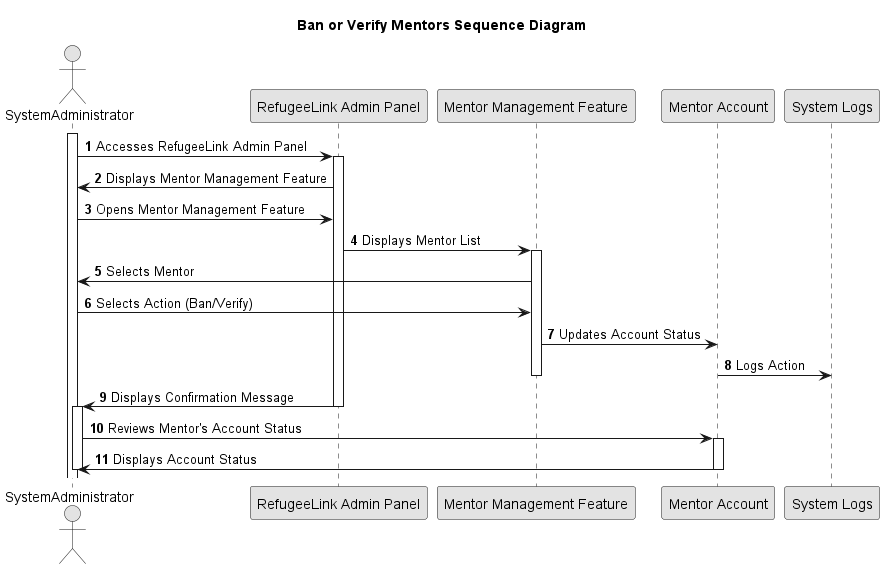 Ban or Verify Mentors Sequence Diagram
SystemAdministrator
RefugeeLink Admin Panel
Mentor Management Feature
Mentor Account
System Logs
1 Accesses RefugeeLink Admin Panel
2 Displays Mentor Management Feature
3 Opens Mentor Management Feature
4 Displays Mentor List
5 Selects Mentor
6 Selects Action (Ban/Verify)
7 Updates Account Status
8 Logs Action
9 Displays Confirmation Message
10 Reviews Mentor's Account Status
11 Displays Account Status
SystemAdministrator
RefugeeLink Admin Panel
Mentor Management Feature
Mentor Account
System Logs